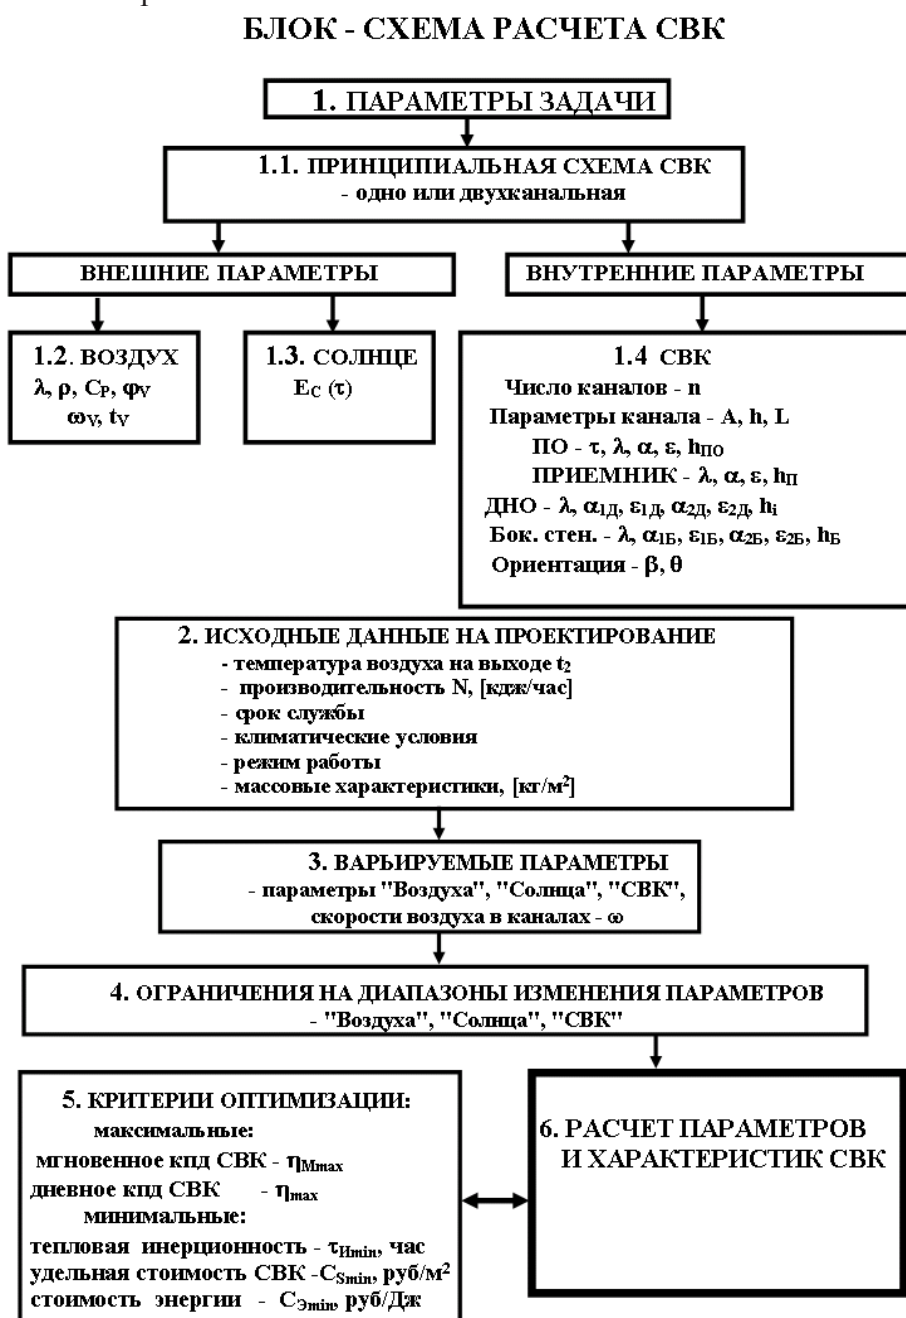 БЛОК - СХЕМА РАСЧЕТА СВК
1. ПАРАМЕТРЫ ЗАДАЧИ
1.1. ПРИНЦИПИАЛЬНАЯ СХЕМА СВК
- одно или двухканальная
ВНЕШНИЕ ПАРАМЕТРЫ
ВНУТРЕННИЕ ПАРАМЕТРЫ
1.2. ВОЗДУХ
λ, ρ, Cₚ, φᵥ
ωᵥ, tᵥ
1.3. СОЛНЦЕ
E_C (τ)
1.4 СВК
Число каналов - n
Параметры канала - A, h, L
ПО - τ, λ, α, ε, h_ПО
ПРИЕМНИК - λ, α, ε, h_П
ДНО - λ, α_1Д, ε_1Д, α_2Д, ε_2Д, h_i
Бок. стен. - λ, α_1Б, ε_1Б, α_2Б, ε_2Б, h_Б
Ориентация - β, θ
2. ИСХОДНЫЕ ДАННЫЕ НА ПРОЕКТИРОВАНИЕ
- температура воздуха на выходе t₂
- производительность N, [кдж/час]
- срок службы
- климатические условия
- режим работы
- массовые характеристики, [кг/м²]
3. ВАРЬИРУЕМЫЕ ПАРАМЕТРЫ
- параметры "Воздуха", "Солнца", "СВК",
скорости воздуха в каналах - ω
4. ОГРАНИЧЕНИЯ НА ДИАПАЗОНЫ ИЗМЕНЕНИЯ ПАРАМЕТРОВ
- "Воздуха", "Солнца", "СВК"
5. КРИТЕРИИ ОПТИМИЗАЦИИ:
максимальные:
мгновенное кпд СВК - η_Mmax
дневное кпд СВК - η_max
минимальные:
тепловая инерционность - τ_Иmin, час
удельная стоимость СВК -C_Smin, руб/м²
стоимость энергии - C_Эmin, руб/Дж
6. РАСЧЕТ ПАРАМЕТРОВ
И ХАРАКТЕРИСТИК СВК